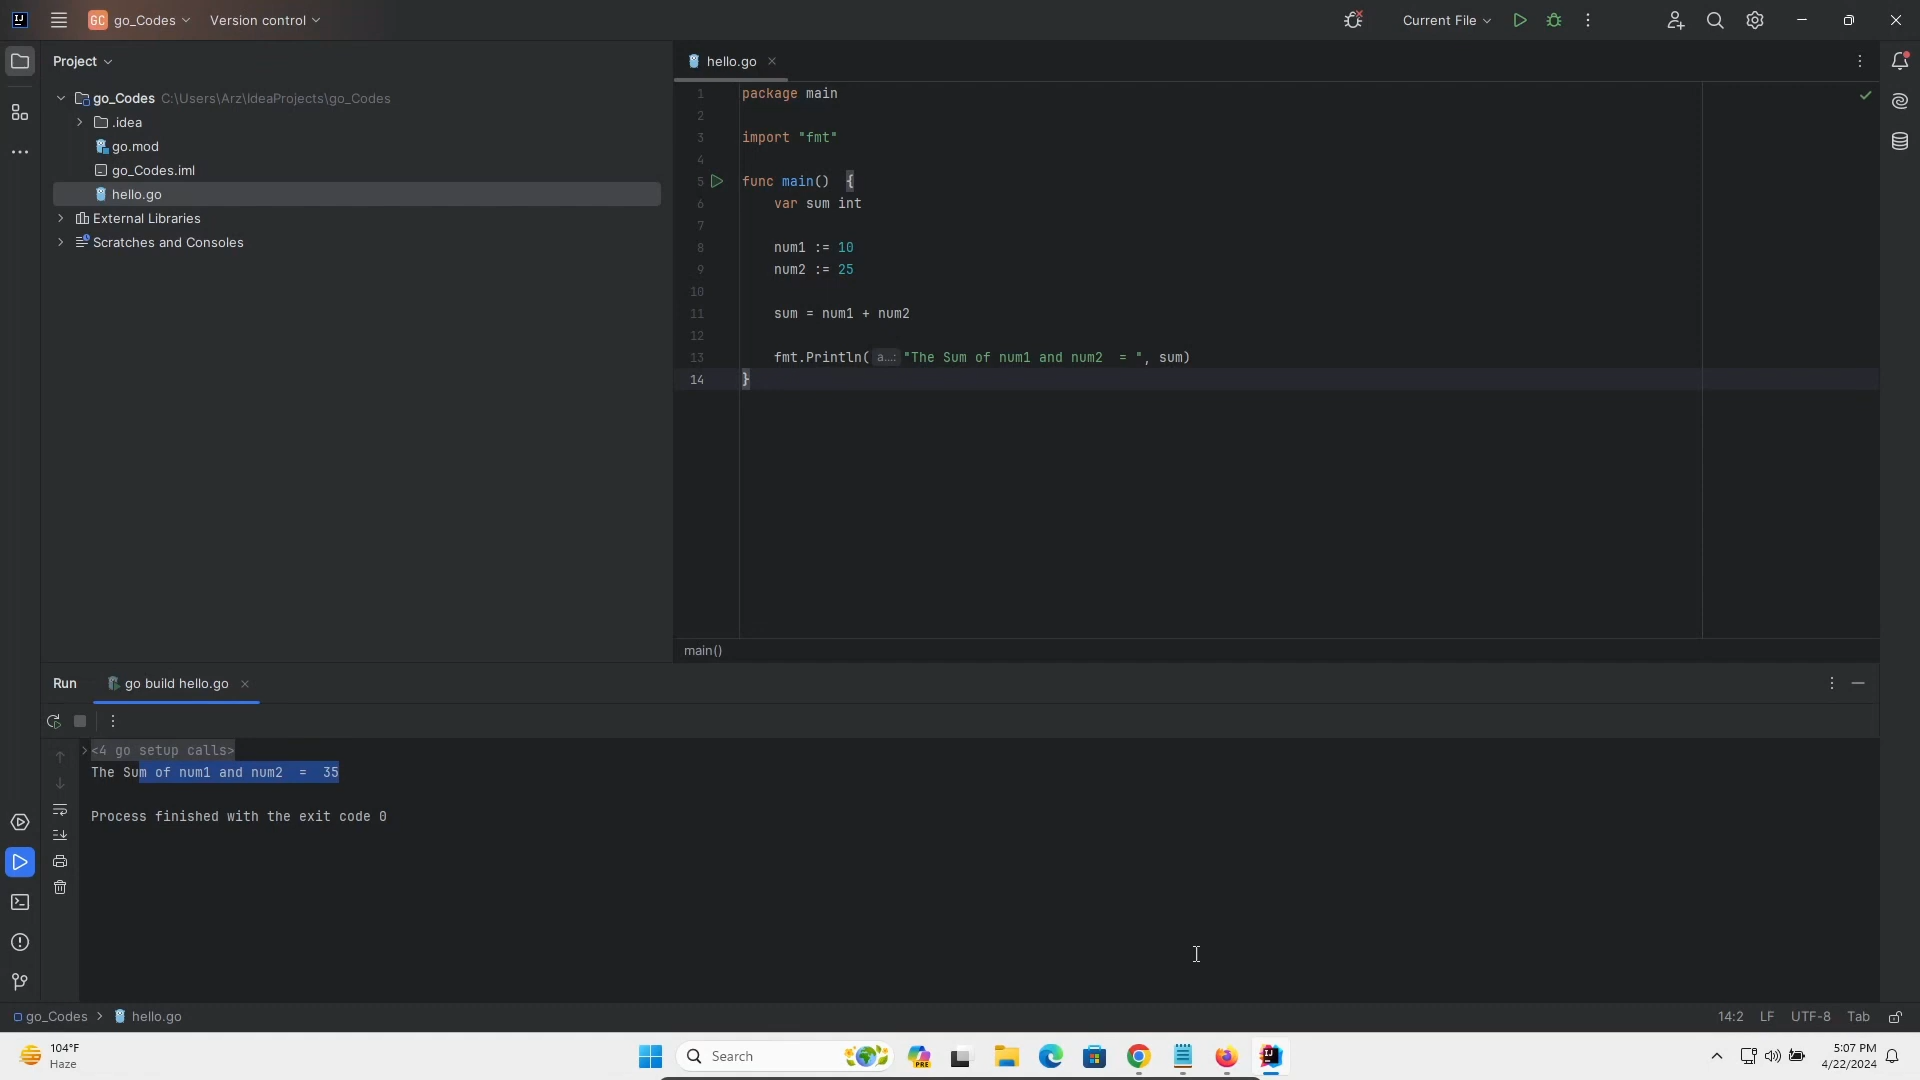 GC go_Codes Version control Current File
Project
hello.go
go_Codes C:\Users\Arz\IdeaProjects\go_Codes
.idea
go.mod
go_Codes.iml
hello.go
External Libraries
Scratches and Consoles
1 package main
2
3 import "fmt"
4
5 func main() {
6 var sum int
7
8 num1 := 10
9 num2 := 25
10
11 sum = num1 + num2
12
13 fmt.Println( a...: "The Sum of num1 and num2  = ", sum)
14 }
main()
Run go build hello.go
<4 go setup calls>
The Sum of num1 and num2  =  35
Process finished with the exit code 0
go_Codes > hello.go 14:2 LF UTF-8 Tab
104°F
Haze
Search
PRE
5:07 PM
4/22/2024